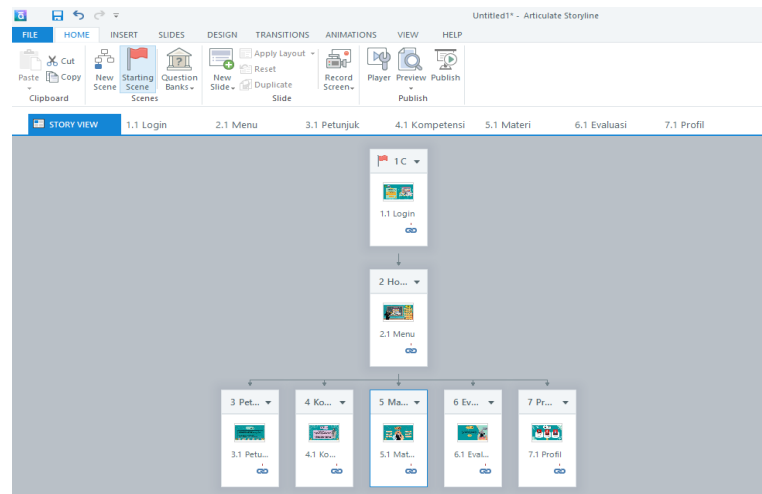 Untitled1* - Articulate Storyline
FILE HOME INSERT SLIDES DESIGN TRANSITIONS ANIMATIONS VIEW HELP
Paste Cut Copy
Clipboard
New Scene Starting Scene Question Banks
Scenes
New Slide Apply Layout Reset Duplicate Record Screen
Slide
Player Preview Publish
Publish
STORY VIEW 1.1 Login 2.1 Menu 3.1 Petunjuk 4.1 Kompetensi 5.1 Materi 6.1 Evaluasi 7.1 Profil
1 C
1.1 Login
2 Ho...
2.1 Menu
3 Pet... 4 Ko... 5 Ma... 6 Ev... 7 Pr...
3.1 Petu... 4.1 Ko... 5.1 Mat... 6.1 Eval... 7.1 Profil